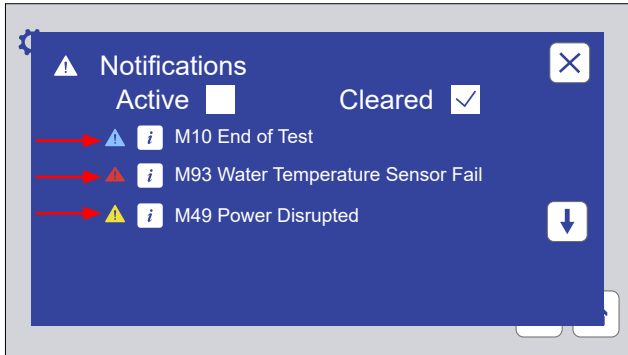 Notifications
Active Cleared
i M10 End of Test
i M93 Water Temperature Sensor Fail
i M49 Power Disrupted